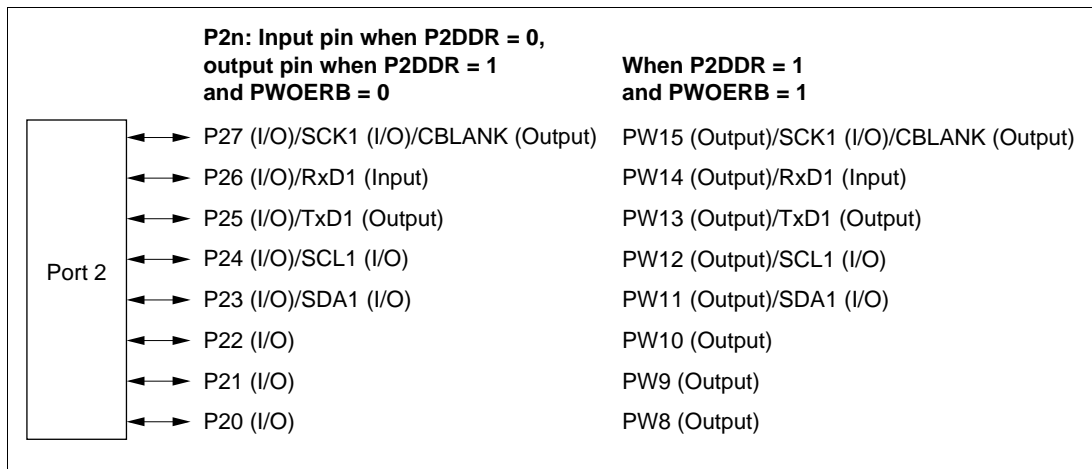 P2n: Input pin when P2DDR = 0,
output pin when P2DDR = 1
and PWOERB = 0
When P2DDR = 1
and PWOERB = 1
Port 2
P27 (I/O)/SCK1 (I/O)/CBLANK (Output) PW15 (Output)/SCK1 (I/O)/CBLANK (Output)
P26 (I/O)/RxD1 (Input) PW14 (Output)/RxD1 (Input)
P25 (I/O)/TxD1 (Output) PW13 (Output)/TxD1 (Output)
P24 (I/O)/SCL1 (I/O) PW12 (Output)/SCL1 (I/O)
P23 (I/O)/SDA1 (I/O) PW11 (Output)/SDA1 (I/O)
P22 (I/O) PW10 (Output)
P21 (I/O) PW9 (Output)
P20 (I/O) PW8 (Output)